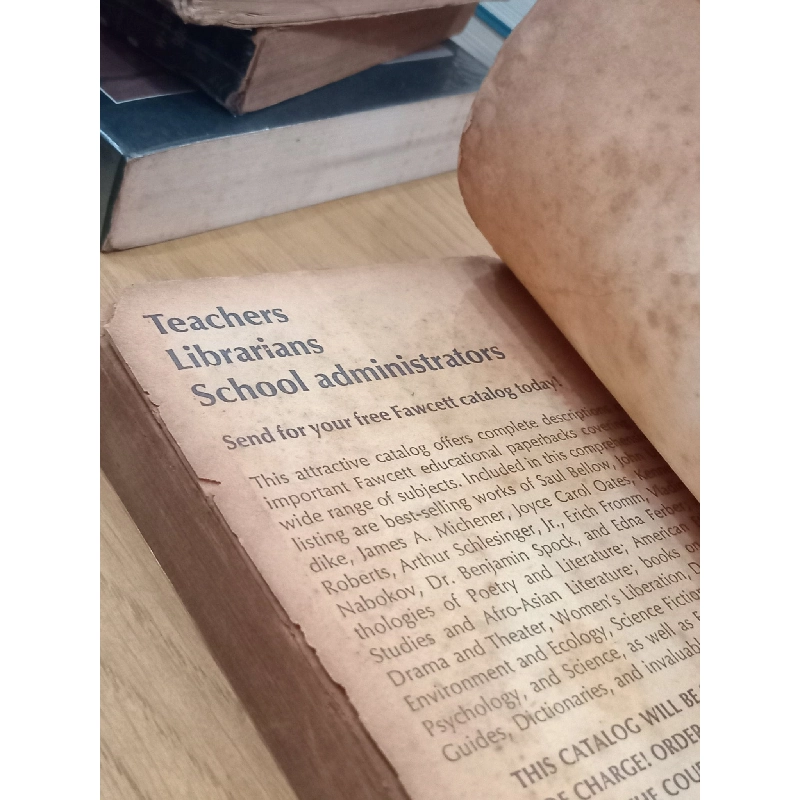 Teachers
Librarians
School administrators
Send for your free Fawcett catalog today!
This attractive catalog offers complete descriptions
important Fawcett educational paperbacks
wide range of subjects. Included in this
listing are best-selling works of Saul Bellow, John
dike, James A. Michener, Joyce Carol Oates,
Roberts, Arthur Schlesinger, Jr., Erich Fromm,
Nabokov, Dr. Benjamin Spock, and Edna Ferber,
thologies of Poetry and Literature; American
Studies and Afro-Asian Literature; books on
Drama and Theater, Women's Liberation,
Environment and Ecology, Science Fiction
Psychology, and Science, as well as
Guides, Dictionaries, and invaluable
THIS CATALOG WILL BE
CHARGE! ORDER
THE